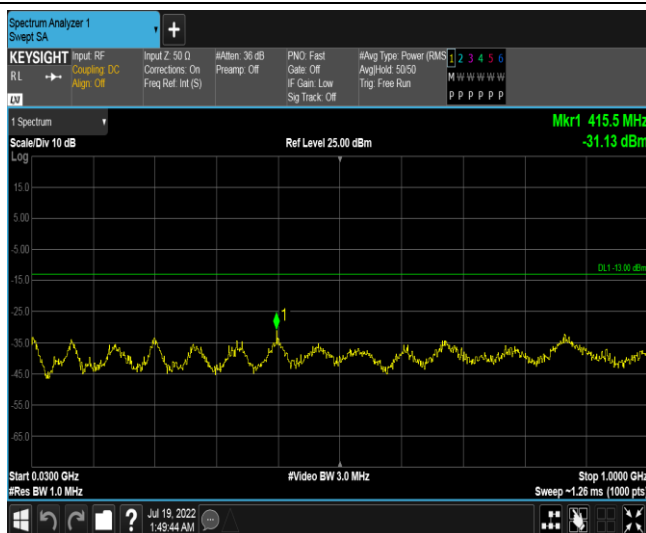 Spectrum Analyzer 1
Swept SA
+
KEYSIGHT
RL
LXI
Input: RF
Coupling: DC
Align: Off
Input Z: 50 Ω
Corrections: On
Freq Ref: Int (S)
#Atten: 36 dB
Preamp: Off
PNO: Fast
Gate: Off
IF Gain: Low
Sig Track: Off
#Avg Type: Power (RMS
Avg|Hold: 50/50
Trig: Free Run
1 2 3 4 5 6
M W W W W W
P P P P P P
1 Spectrum
Mkr1 415.5 MHz
Scale/Div 10 dB
Ref Level 25.00 dBm
-31.13 dBm
Log
15.0
5.00
-5.00
DL1 -13.00 dBm
-15.0
-25.0
1
-35.0
-45.0
-55.0
-65.0
Start 0.0300 GHz
#Video BW 3.0 MHz
Stop 1.0000 GHz
#Res BW 1.0 MHz
Sweep ~1.26 ms (1000 pts)
?
Jul 19, 2022
1:49:44 AM